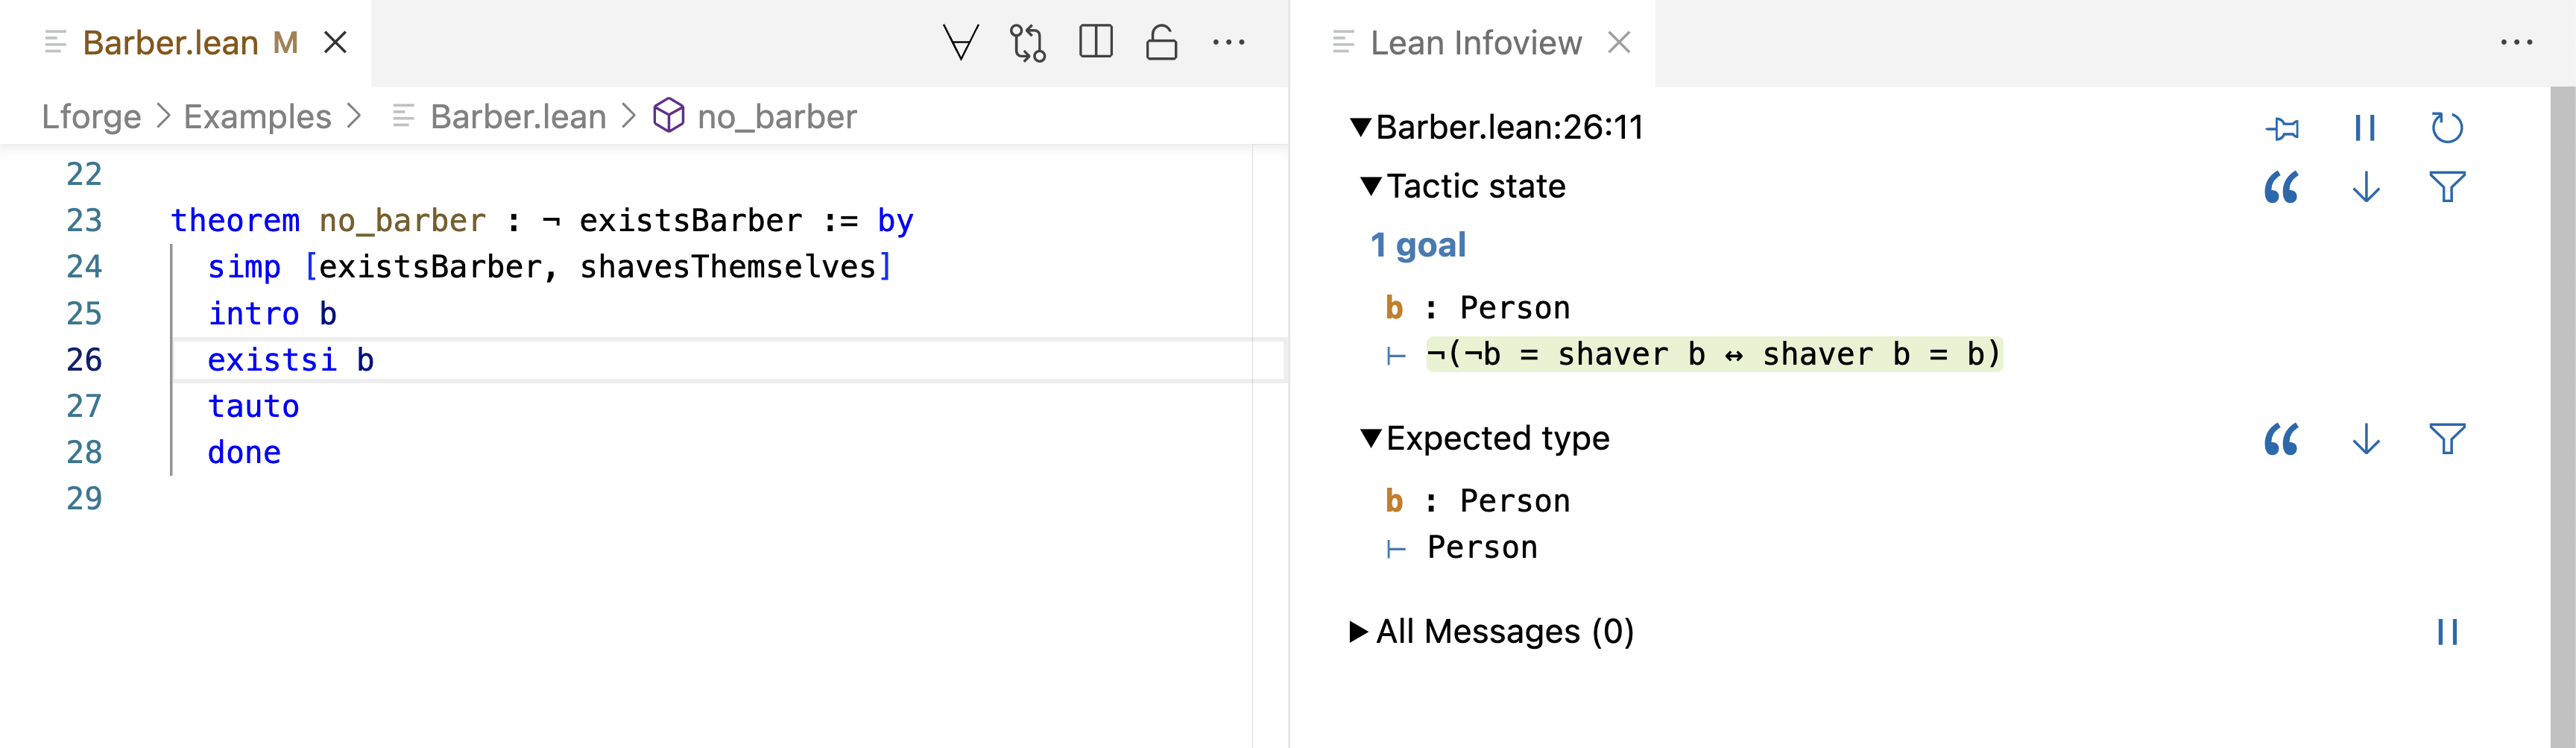 Barber.lean M
Lforge > Examples > Barber.lean > no_barber
22
23 theorem no_barber : ¬ existsBarber := by
24 simp [existsBarber, shavesThemselves]
25 intro b
26 existsi b
27 tauto
28 done
29
Lean Infoview
▼Barber.lean:26:11
▼Tactic state
1 goal
b : Person
⊢ ¬(¬b = shaver b ↔ shaver b = b)
▼Expected type
b : Person
⊢ Person
▶All Messages (0)